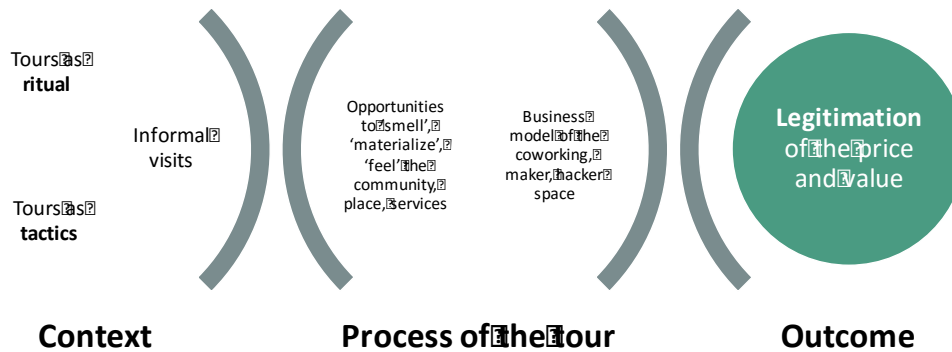 Tours as
ritual
Informal
visits
Tours as
tactics
Opportunities
to 'smell',
'materialize',
'feel' the
community,
place, services
Business
model of the
coworking,
maker, hacker
space
Legitimation
of the price
and value
Context
Process of the tour
Outcome